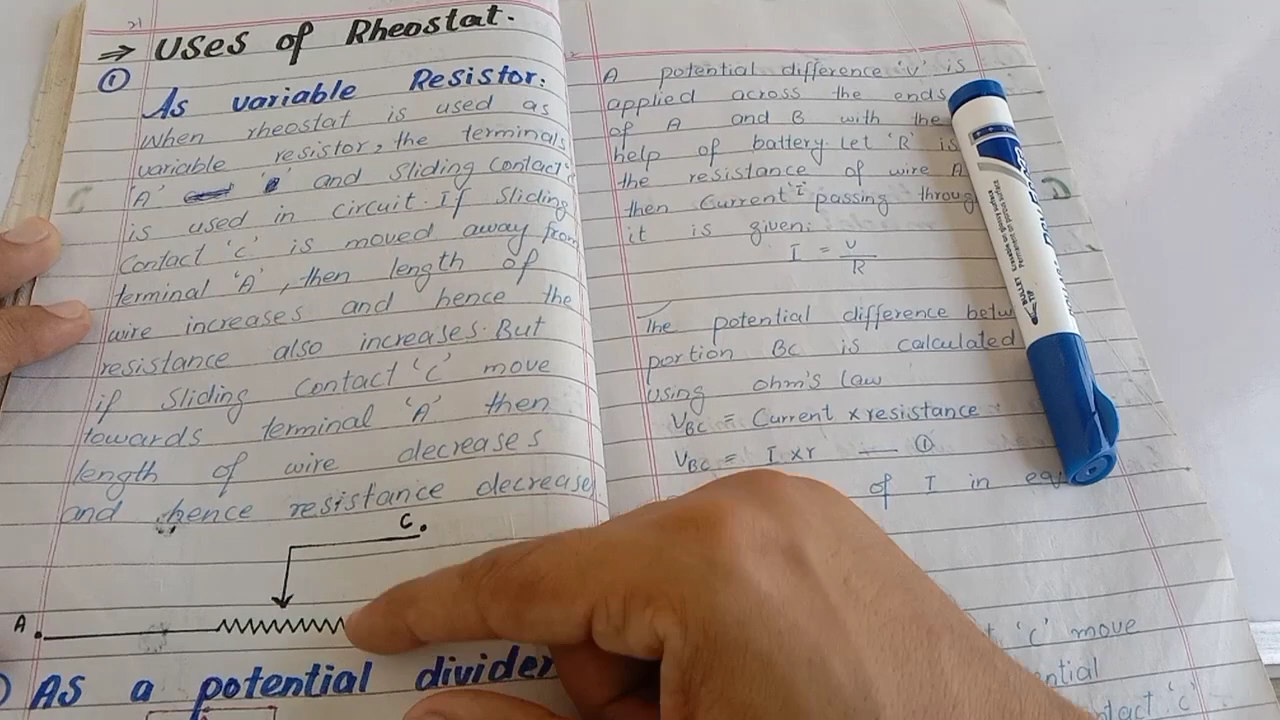 ⇒ Uses of Rheostat.
① As variable Resistor:
When rheostat is used as
variable resistor, the terminals
'A' and Sliding Contact
is used in circuit. If Sliding
Contact 'c' is moved away from
terminal 'A', then length of
wire increases and hence the
resistance also increases. But
if Sliding Contact 'c' move
towards terminal 'A' then
length of wire decreases
and hence resistance decrease
C.
A
As a potential divider
A potential difference 'v' is
applied across the ends
of A and B with the
help of battery. Let 'R' is
the resistance of wire A
then Current 'I' passing throug
it is given:
I = v/R
The potential difference betw
portion BC is calculated
using ohm's law
VBC = Current × resistance
VBC = I × r — ①
of I in eq
'c' move
ential
tact 'c'
BULLET TIP